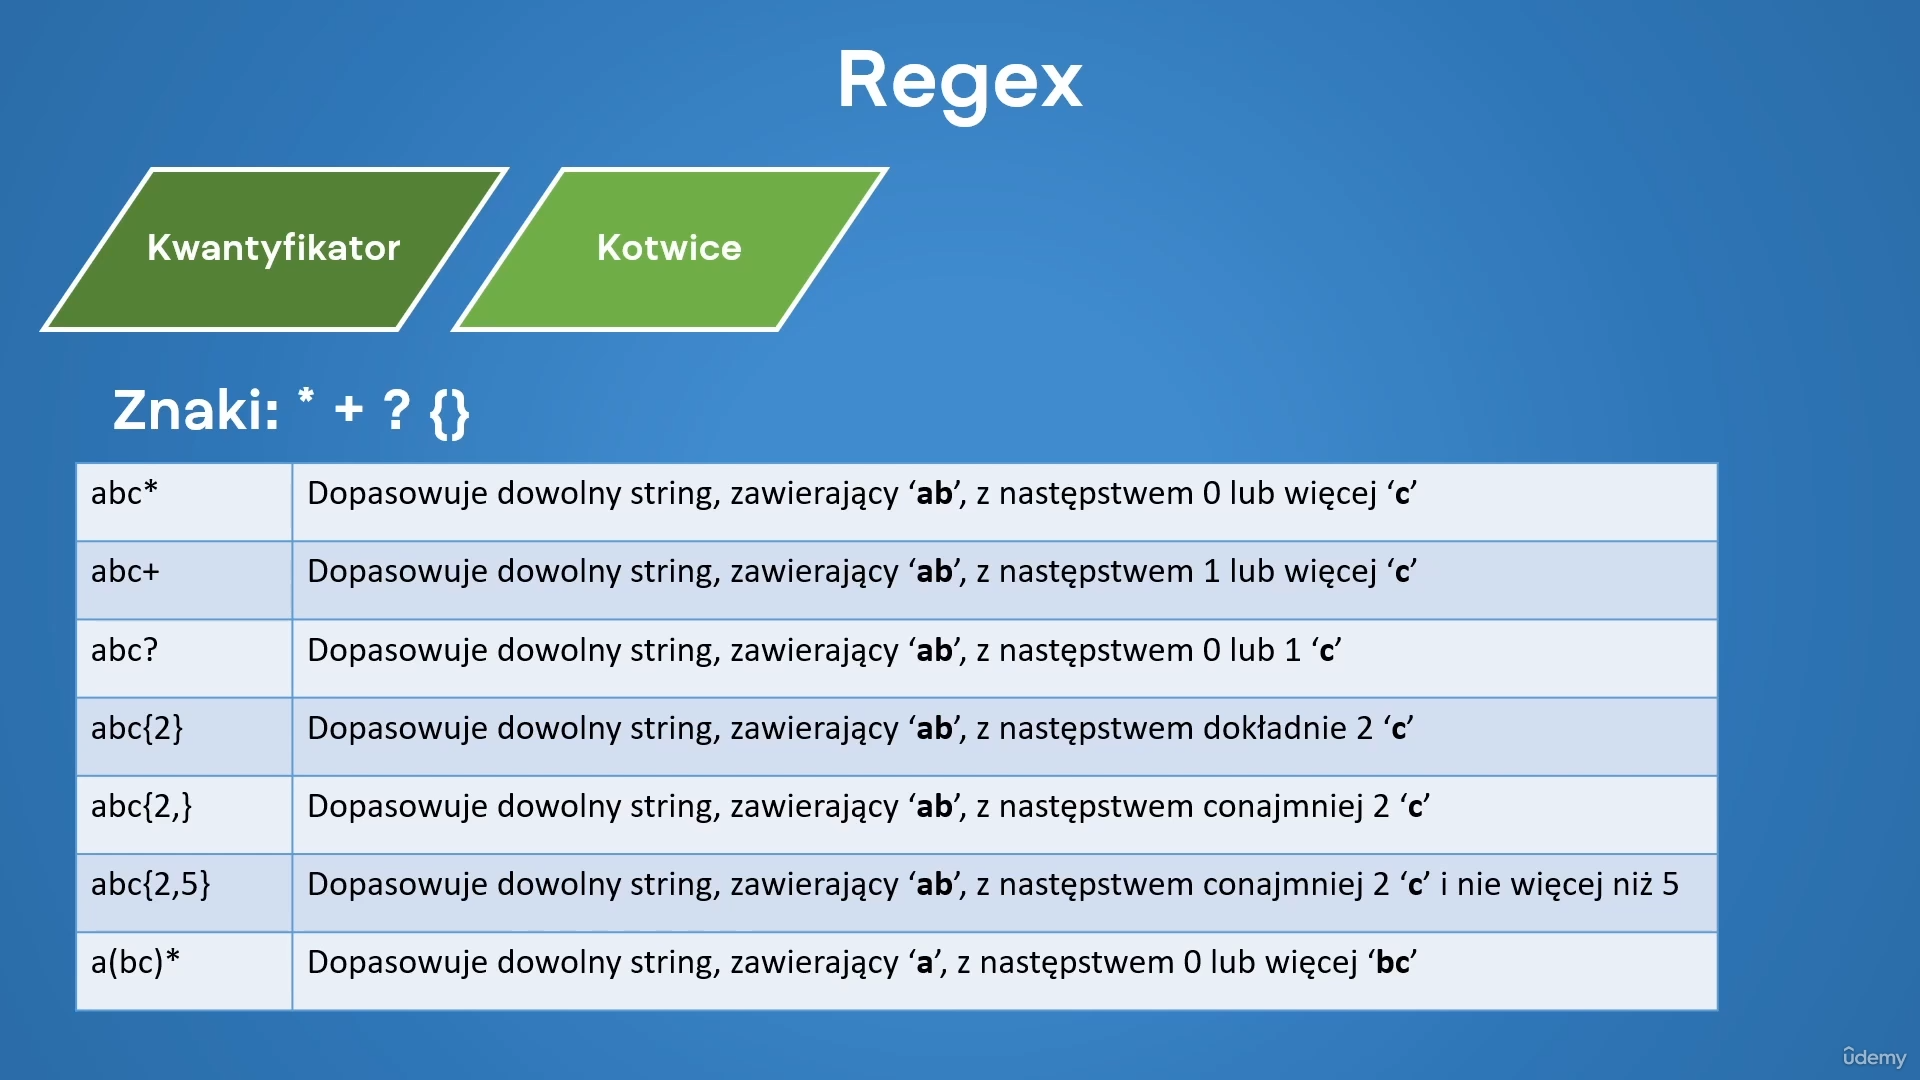 Regex
Kwantyfikator
Kotwice
Znaki: * + ? {}
abc* Dopasowuje dowolny string, zawierający ‘ab’, z następstwem 0 lub więcej ‘c’
abc+ Dopasowuje dowolny string, zawierający ‘ab’, z następstwem 1 lub więcej ‘c’
abc? Dopasowuje dowolny string, zawierający ‘ab’, z następstwem 0 lub 1 ‘c’
abc{2} Dopasowuje dowolny string, zawierający ‘ab’, z następstwem dokładnie 2 ‘c’
abc{2,} Dopasowuje dowolny string, zawierający ‘ab’, z następstwem conajmniej 2 ‘c’
abc{2,5} Dopasowuje dowolny string, zawierający ‘ab’, z następstwem conajmniej 2 ‘c’ i nie więcej niż 5
a(bc)* Dopasowuje dowolny string, zawierający ‘a’, z następstwem 0 lub więcej ‘bc’
ûdemy